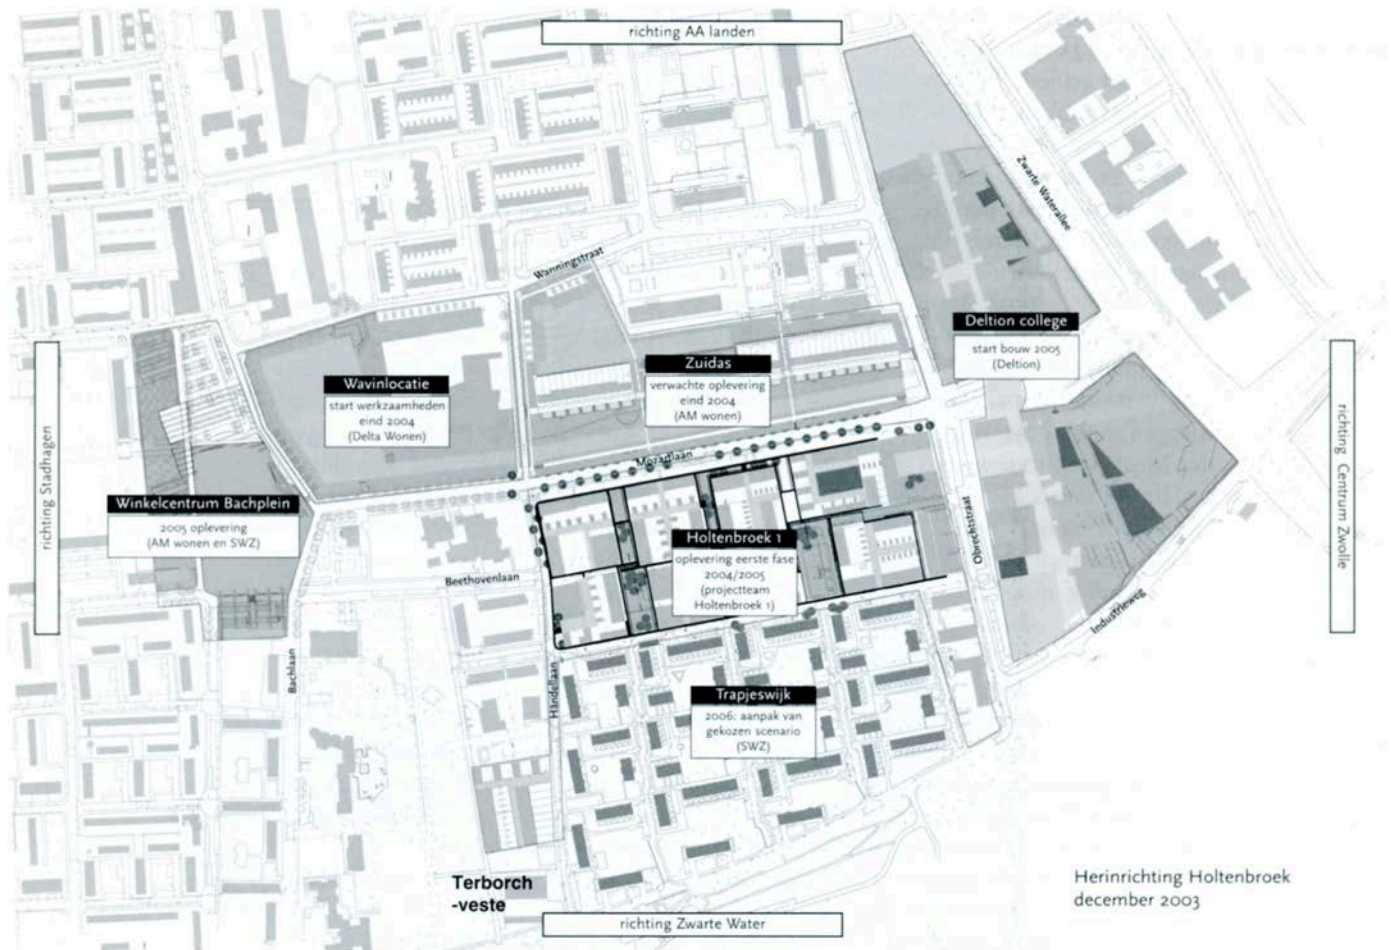 richting AA landen
Zwarte Waterallee
Wanningstraat
Deltion college
start bouw 2005
(Deltion)
Zuidas
verwachte oplevering
eind 2004
(AM wonen)
Wavinlocatie
start werkzaamheden
eind 2004
(Delta Wonen)
richting Stadhagen
richting Centrum Zwolle
Mozartlaan
Winkelcentrum Bachplein
2005 oplevering
(AM wonen en SWZ)
Holtenbroek 1
oplevering eerste fase
2004/2005
(projectteam
Holtenbroek 1)
Obrechtstraat
Beethovenlaan
Industrieweg
Bachlaan
Händellaan
Trapjeswijk
2006: aanpak van
gekozen scenario
(SWZ)
Terborch
-veste
richting Zwarte Water
Herinrichting Holtenbroek
december 2003